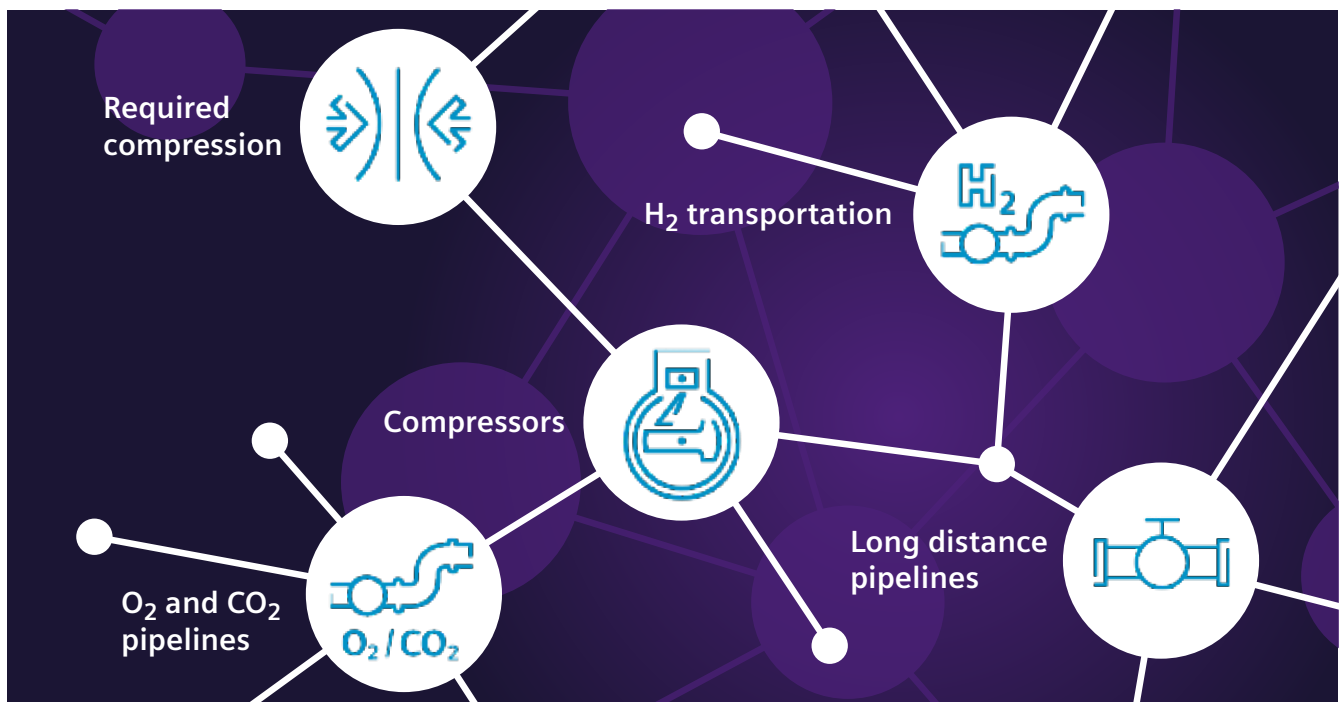 Required
compression
H₂
H₂ transportation
Compressors
Long distance
pipelines
O₂ and CO₂
pipelines
O₂ / CO₂